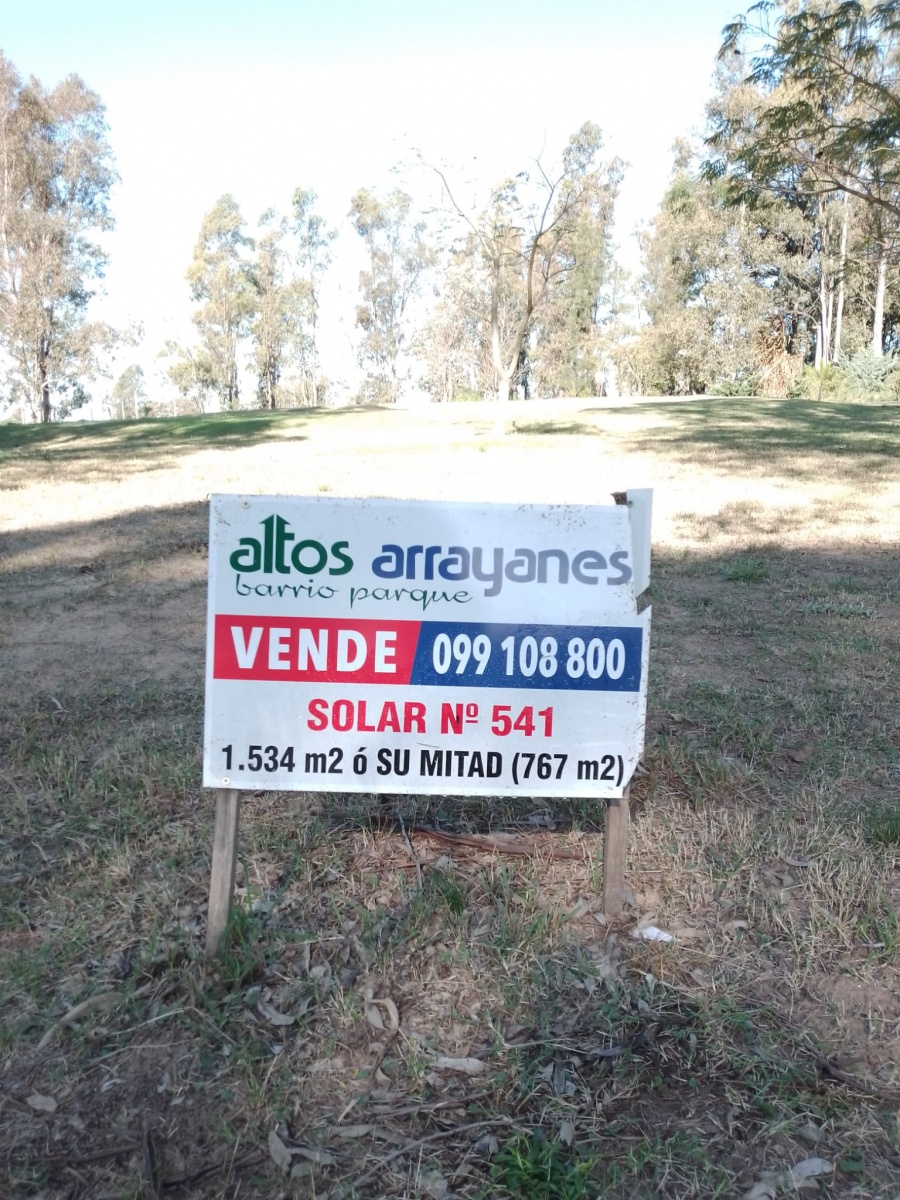 altos arrayanes
barrio parque
VENDE 099 108 800
SOLAR Nº 541
1.534 m2 ó SU MITAD (767 m2)